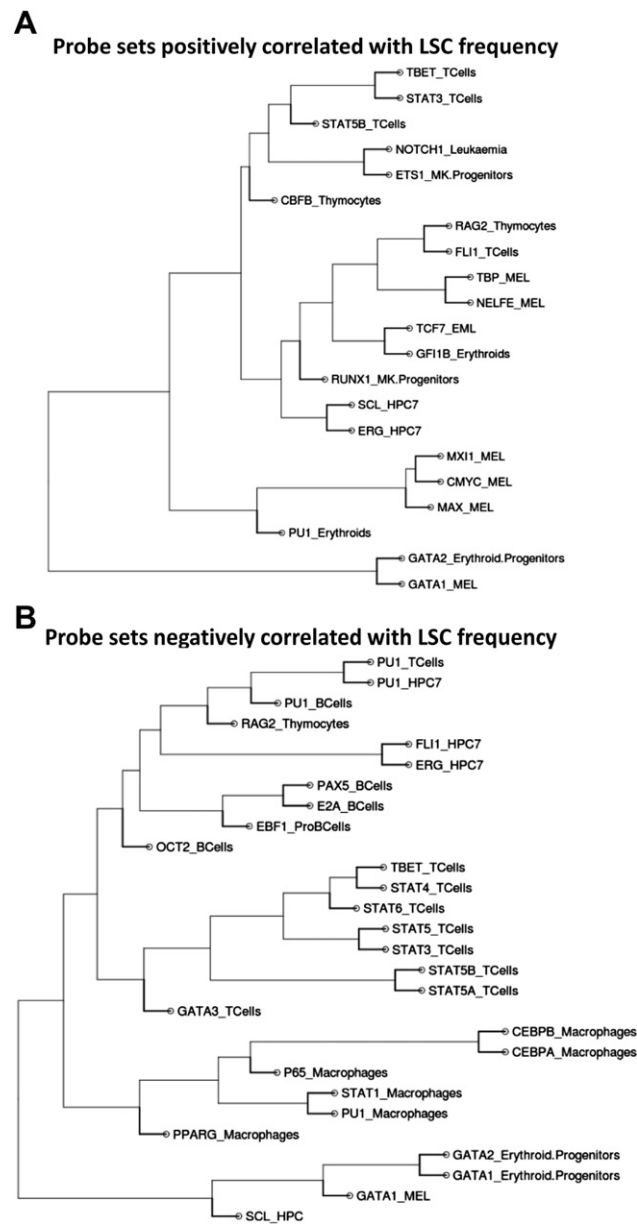 A
Probe sets positively correlated with LSC frequency
TBET_TCells
STAT3_TCells
STAT5B_TCells
NOTCH1_Leukaemia
ETS1_MK.Progenitors
CBFB_Thymocytes
RAG2_Thymocytes
FLI1_TCells
TBP_MEL
NELFE_MEL
TCF7_EML
GFI1B_Erythroids
RUNX1_MK.Progenitors
SCL_HPC7
ERG_HPC7
MXI1_MEL
CMYC_MEL
MAX_MEL
PU1_Erythroids
GATA2_Erythroid.Progenitors
GATA1_MEL
B
Probe sets negatively correlated with LSC frequency
PU1_TCells
PU1_HPC7
PU1_BCells
RAG2_Thymocytes
FLI1_HPC7
ERG_HPC7
PAX5_BCells
E2A_BCells
EBF1_ProBCells
OCT2_BCells
TBET_TCells
STAT4_TCells
STAT6_TCells
STAT5_TCells
STAT3_TCells
STAT5B_TCells
STAT5A_TCells
GATA3_TCells
CEBPB_Macrophages
CEBPA_Macrophages
P65_Macrophages
STAT1_Macrophages
PU1_Macrophages
PPARG_Macrophages
GATA2_Erythroid.Progenitors
GATA1_Erythroid.Progenitors
GATA1_MEL
SCL_HPC